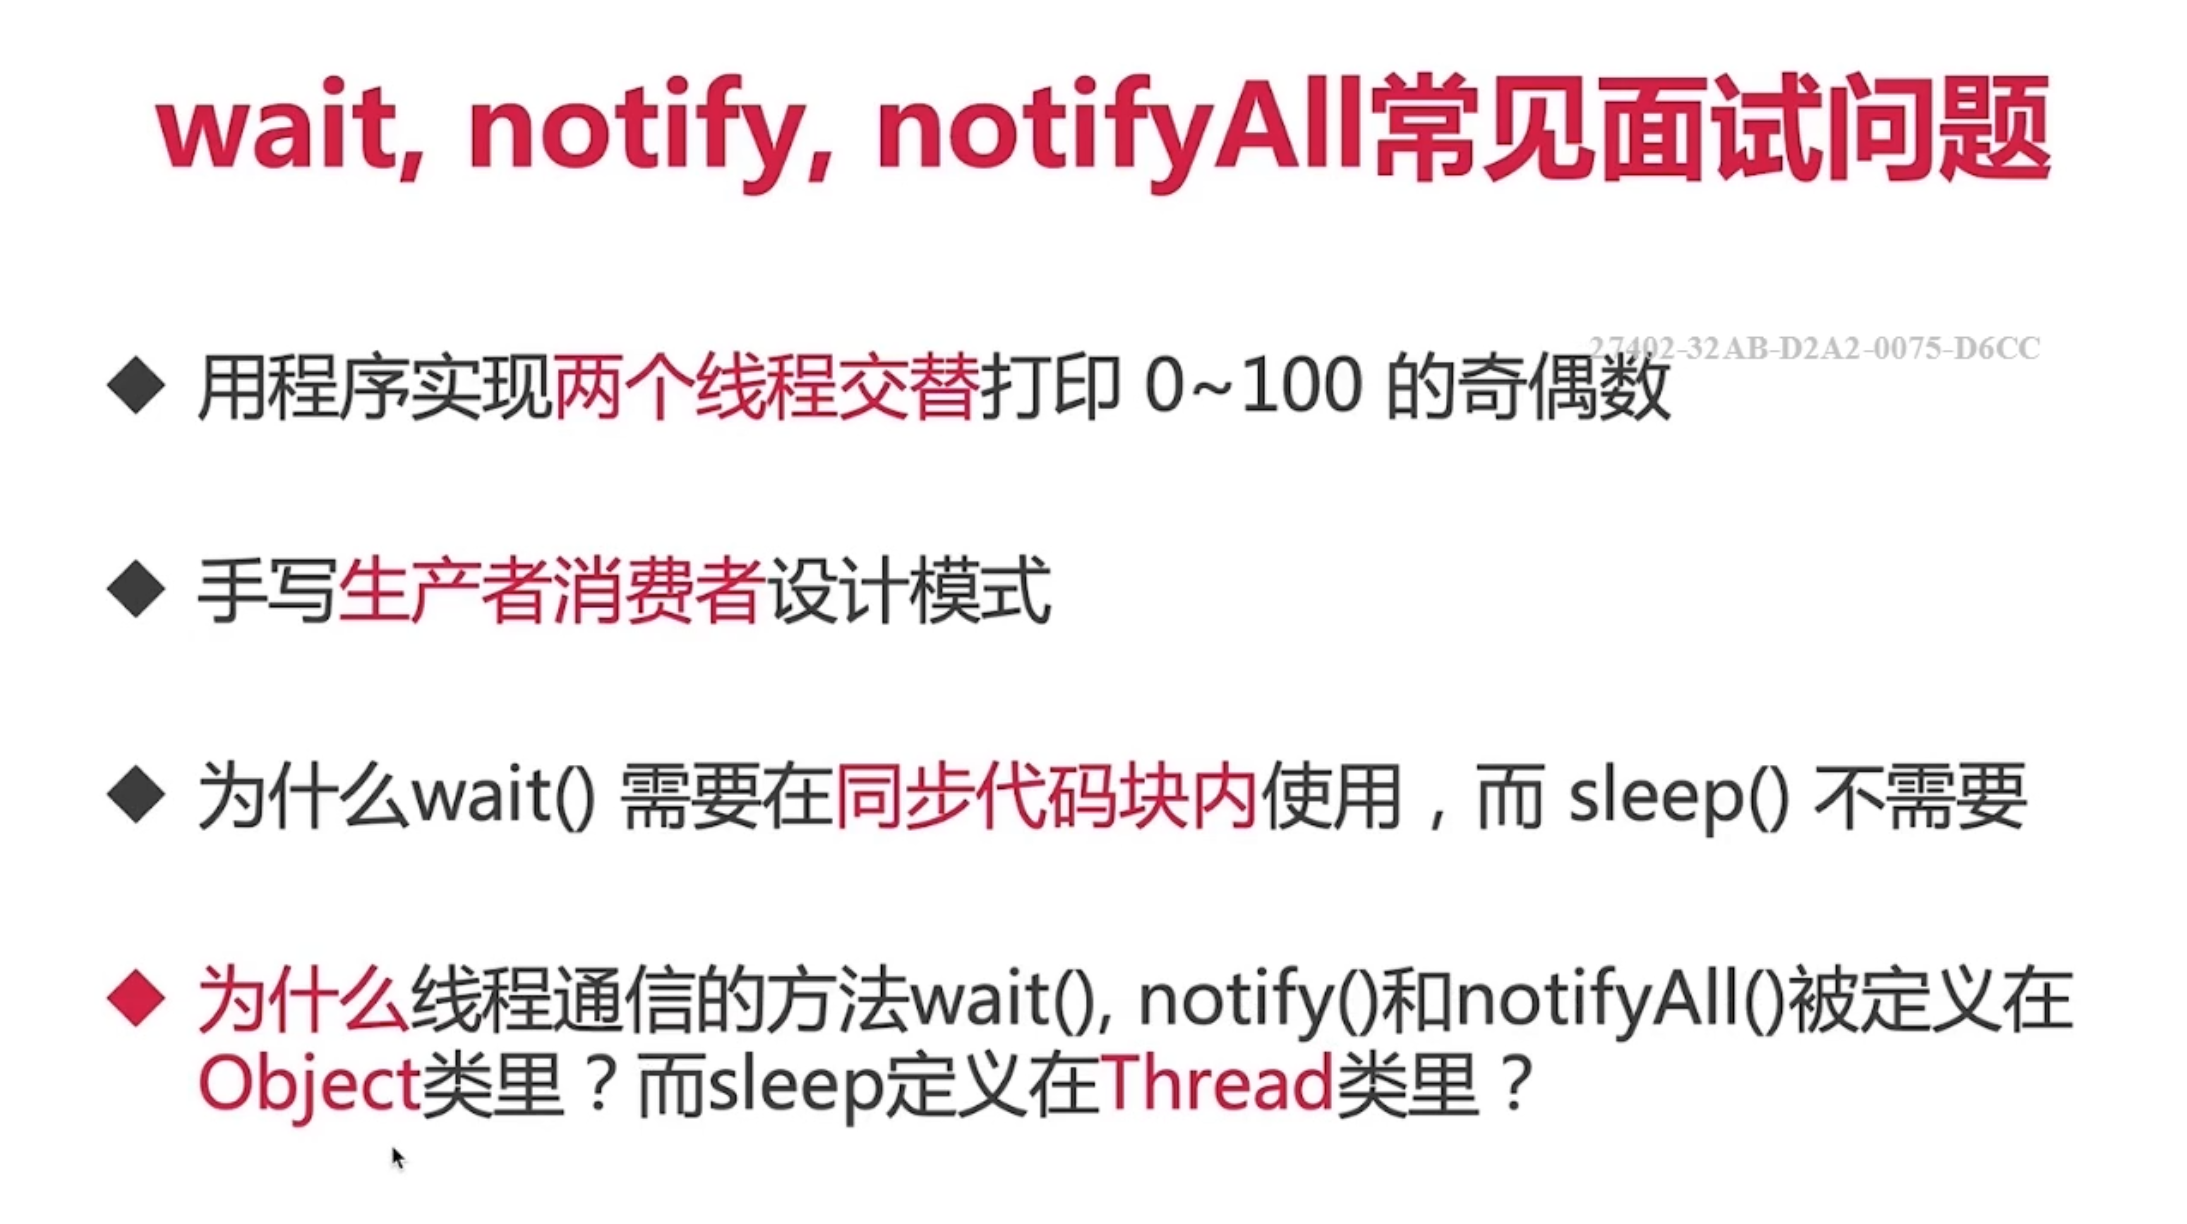 wait, notify, notifyAll常见面试问题
27402-32AB-D2A2-0075-D6CC
用程序实现两个线程交替打印 0~100 的奇偶数
手写生产者消费者设计模式
为什么wait() 需要在同步代码块内使用，而 sleep() 不需要
为什么线程通信的方法wait(), notify()和notifyAll()被定义在
Object类里？而sleep定义在Thread类里？